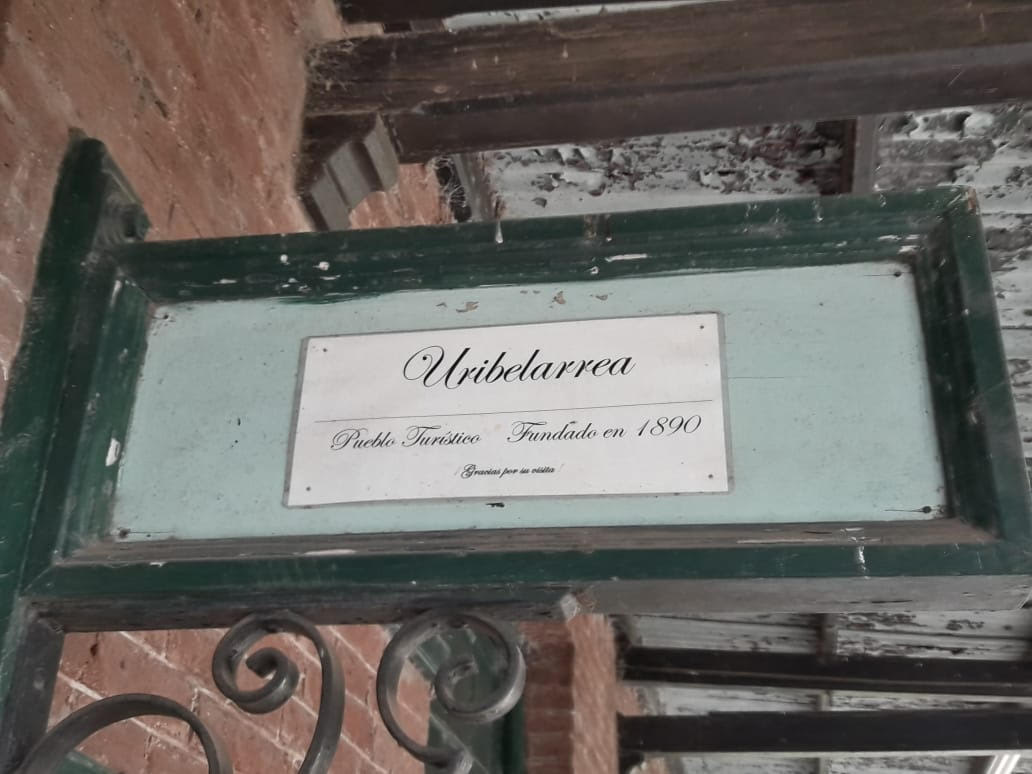 Uribelarrea
Pueblo Turístico Fundado en 1890
¡Gracias por su visita!